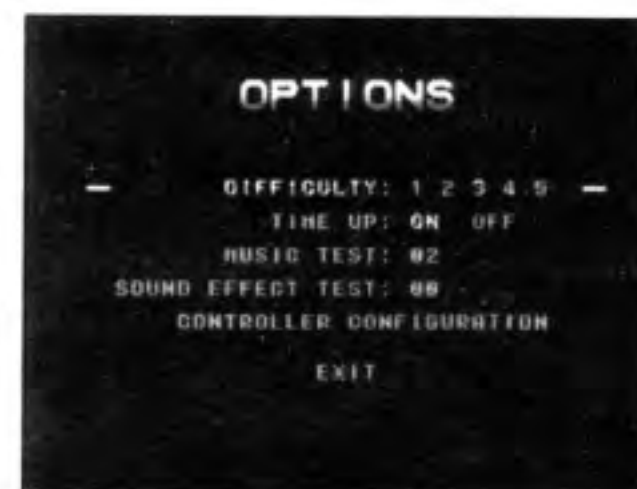 OPTIONS
DIFFICULTY: 1 2 3 4 5
TIME UP: ON OFF
MUSIC TEST: 02
SOUND EFFECT TEST: 00
CONTROLLER CONFIGURATION
EXIT